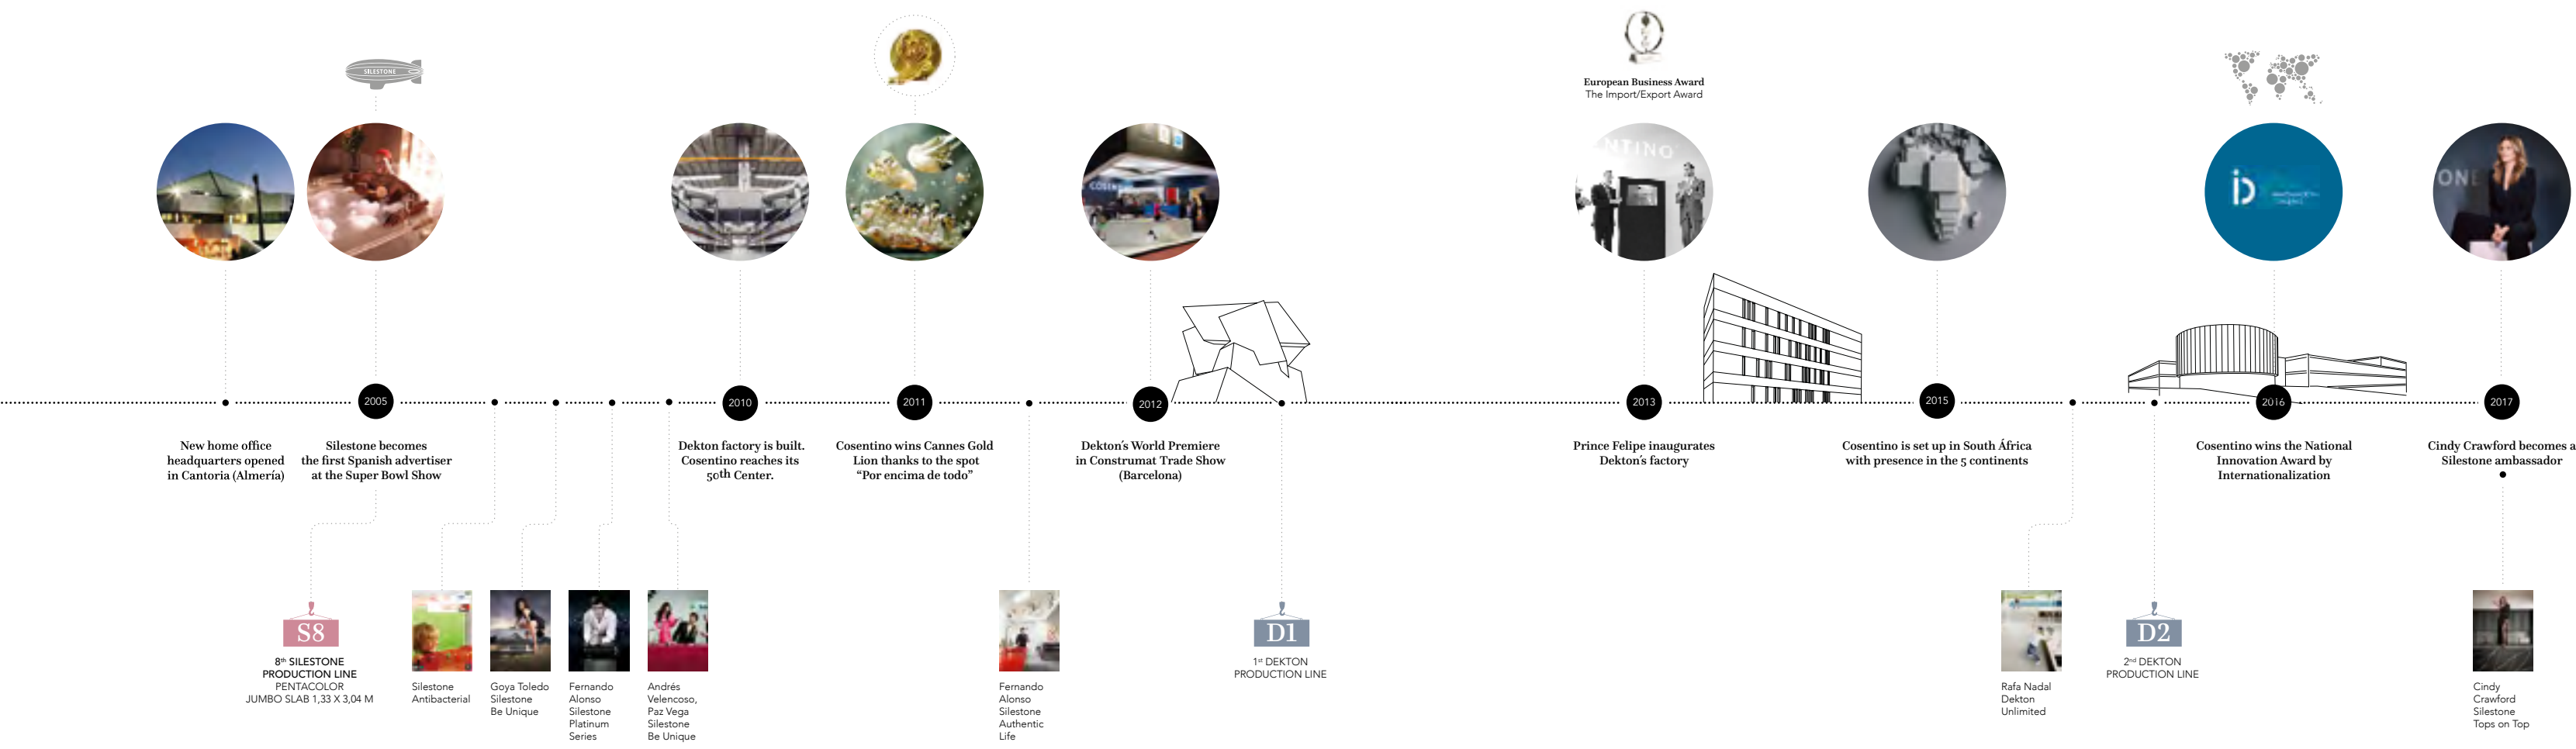 SILESTONE
European Business Award
The Import/Export Award
NTINO
ONE
COSEN
iD
2005
2010
2011
2012
2013
2015
2016
2017
New home office
headquarters opened
in Cantoria (Almería)
Silestone becomes
the first Spanish advertiser
at the Super Bowl Show
Dekton factory is built.
Cosentino reaches its
50th Center.
Cosentino wins Cannes Gold
Lion thanks to the spot
“Por encima de todo”
Dekton´s World Premiere
in Construmat Trade Show
(Barcelona)
Prince Felipe inaugurates
Dekton´s factory
Cosentino is set up in South África
with presence in the 5 continents
Cosentino wins the National
Innovation Award by
Internationalization
Cindy Crawford becomes a
Silestone ambassador
S8
8th SILESTONE
PRODUCTION LINE
PENTACOLOR
JUMBO SLAB 1,33 X 3,04 M
Silestone
Antibacterial
Goya Toledo
Silestone
Be Unique
Fernando
Alonso
Silestone
Platinum
Series
Andrés
Velencoso,
Paz Vega
Silestone
Be Unique
Fernando
Alonso
Silestone
Authentic
Life
D1
1st DEKTON
PRODUCTION LINE
Rafa Nadal
Dekton
Unlimited
D2
2nd DEKTON
PRODUCTION LINE
Cindy
Crawford
Silestone
Tops on Top